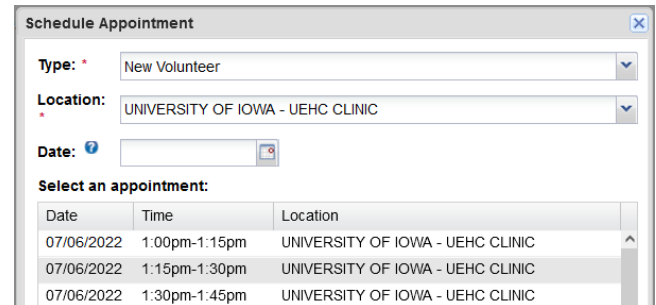 Schedule Appointment
Type: * New Volunteer
Location: * UNIVERSITY OF IOWA - UEHC CLINIC
Date: ?
Select an appointment:
Date Time Location
07/06/2022 1:00pm-1:15pm UNIVERSITY OF IOWA - UEHC CLINIC
07/06/2022 1:15pm-1:30pm UNIVERSITY OF IOWA - UEHC CLINIC
07/06/2022 1:30pm-1:45pm UNIVERSITY OF IOWA - UEHC CLINIC